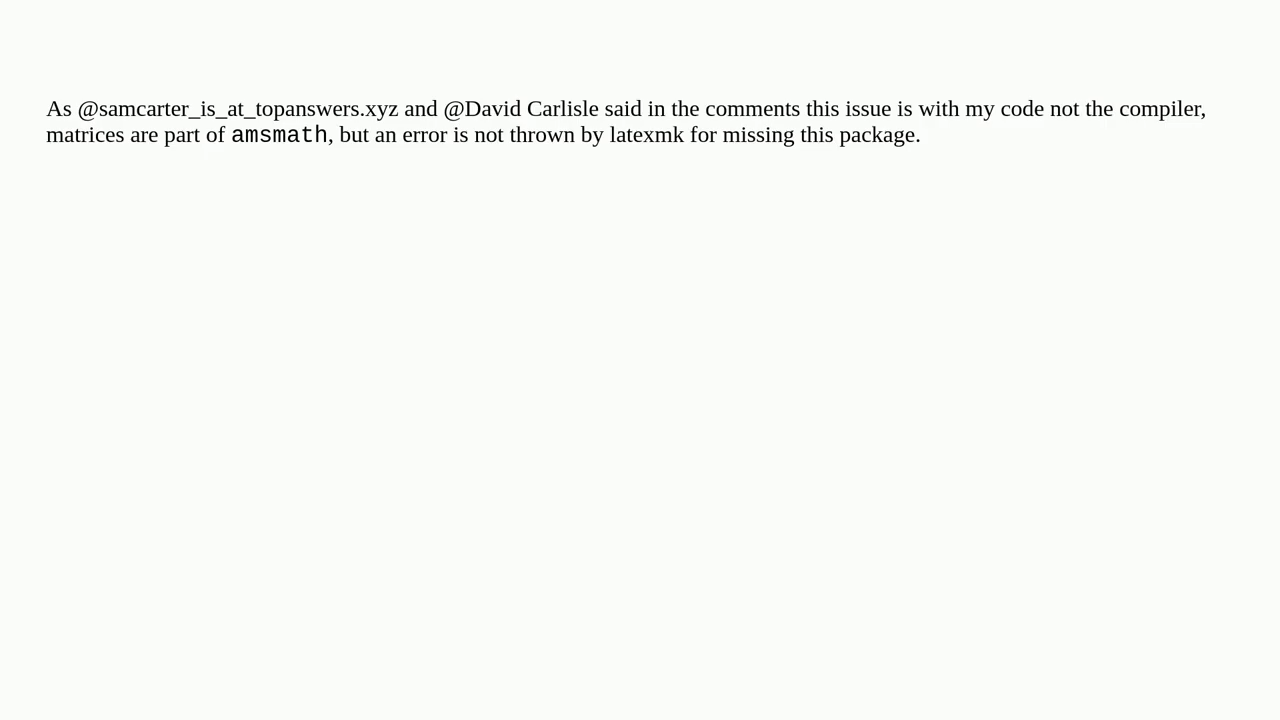 As @samcarter_is_at_topanswers.xyz and @David Carlisle said in the comments this issue is with my code not the compiler,
matrices are part of amsmath, but an error is not thrown by latexmk for missing this package.